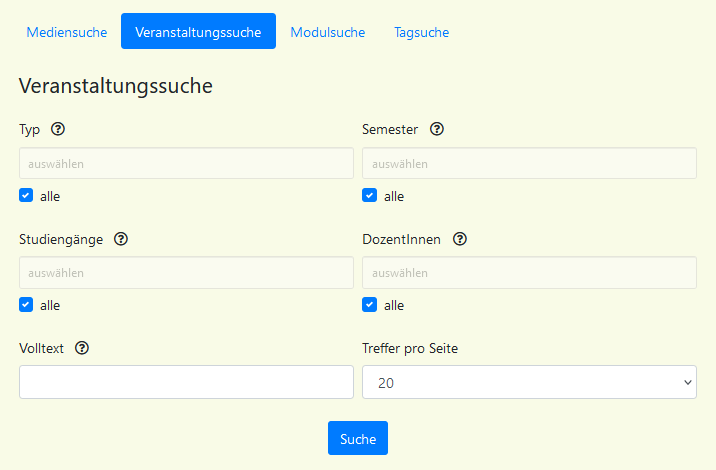 Mediensuche Veranstaltungssuche Modulsuche Tagsuche
Veranstaltungssuche
Typ Semester
auswählen auswählen
alle alle
Studiengänge DozentInnen
auswählen auswählen
alle alle
Volltext Treffer pro Seite
20
Suche